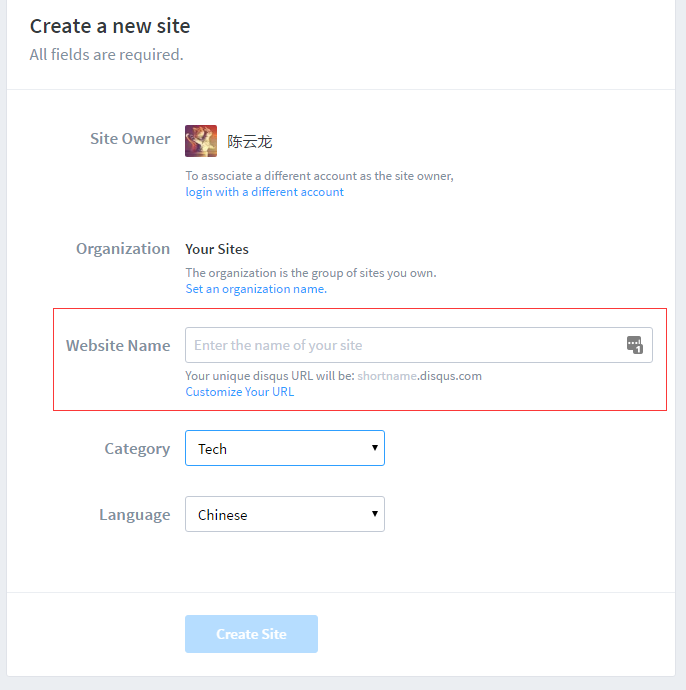 Create a new site
All fields are required.
Site Owner
陈云龙
To associate a different account as the site owner,
login with a different account
Organization
Your Sites
The organization is the group of sites you own.
Set an organization name.
Website Name
Enter the name of your site
1
Your unique disqus URL will be: shortname.disqus.com
Customize Your URL
Category
Tech
Language
Chinese
Create Site